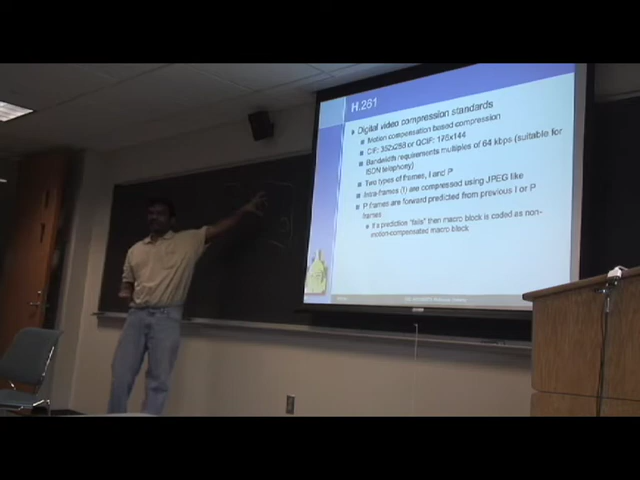 H.261
Digital video compression standards
Motion compensation based compression
CIF: 352x288 or QCIF: 176x144
Bandwidth requirements multiples of 64 kbps (suitable for
ISDN telephony)
Two types of frames, I and P
Intra-frames (I) are compressed using JPEG like
P frames are forward predicted from previous I or P
frames
If a prediction "fails" then macro block is coded as non-
motion-compensated macro block